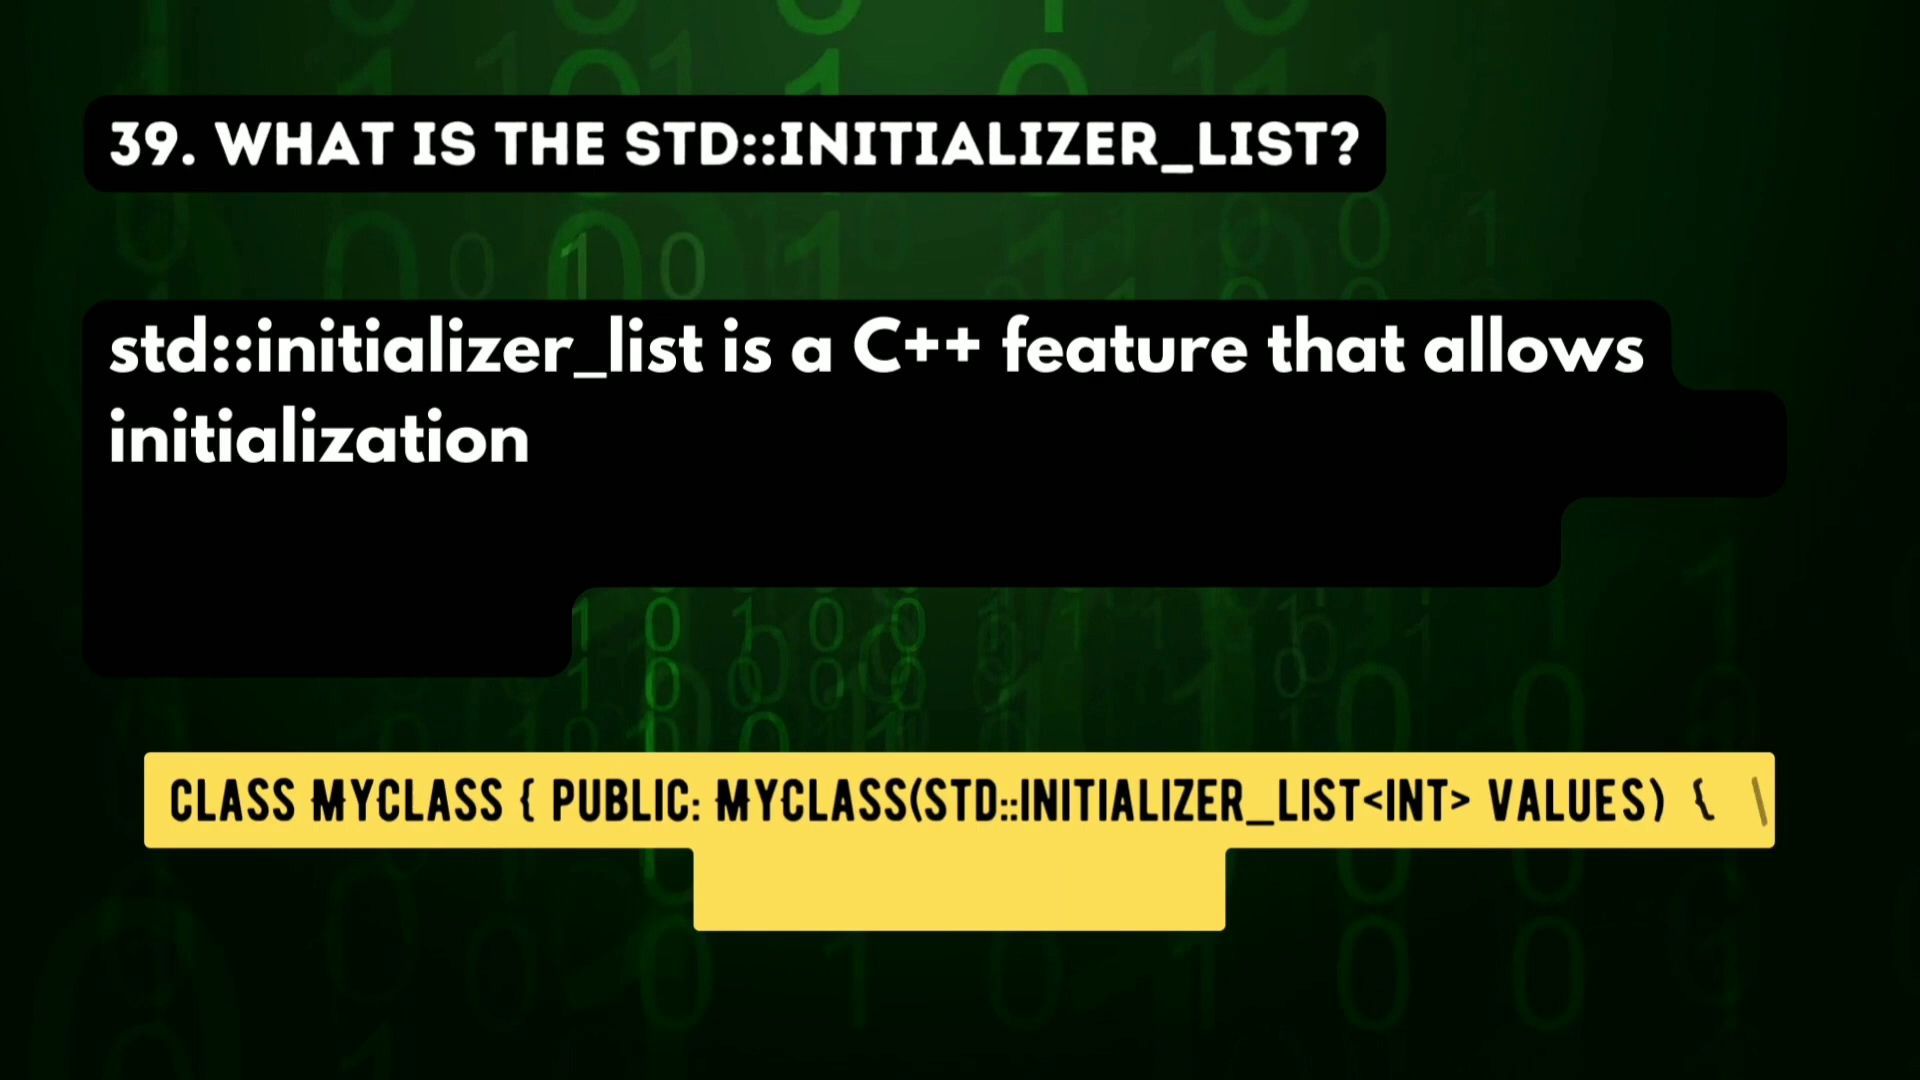 39. WHAT IS THE STD::INITIALIZER_LIST?
std::initializer_list is a C++ feature that allows
initialization
CLASS MYCLASS { PUBLIC: MYCLASS(STD::INITIALIZER_LIST<INT> VALUES) { \